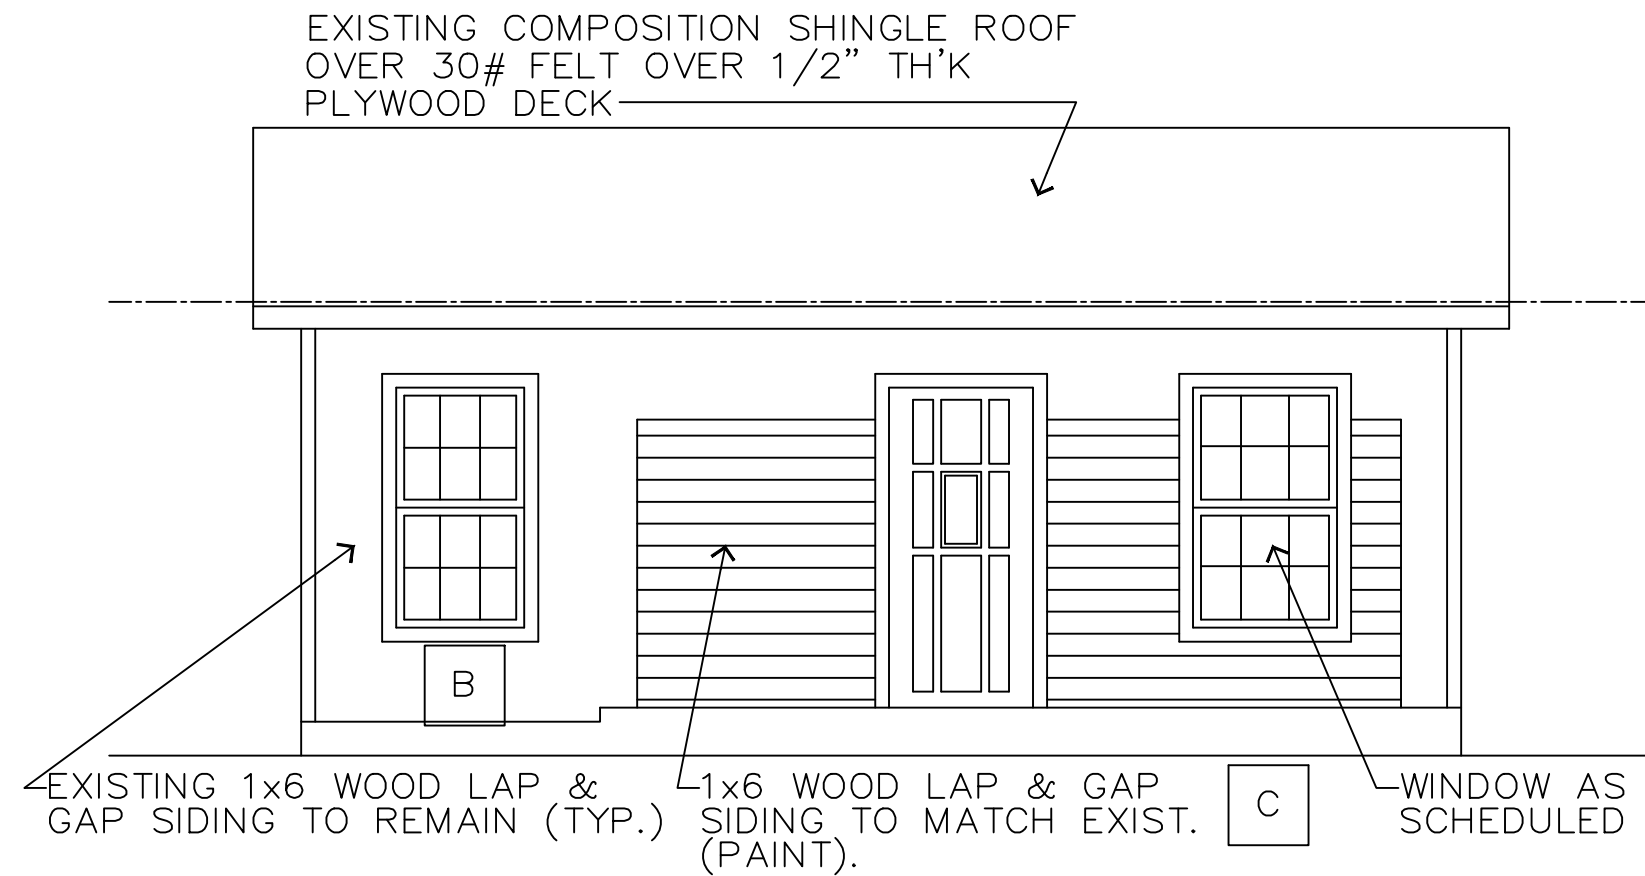 EXISTING COMPOSITION SHINGLE ROOF
OVER 30# FELT OVER 1/2" TH'K
PLYWOOD DECK
B
EXISTING 1x6 WOOD LAP &
GAP SIDING TO REMAIN (TYP.)
1x6 WOOD LAP & GAP
SIDING TO MATCH EXIST.
(PAINT).
C
WINDOW AS
SCHEDULED